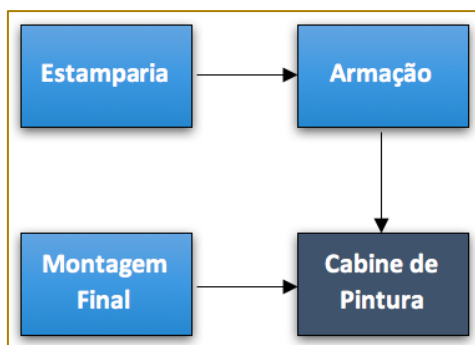 Estamparia
Armação
Montagem
Final
Cabine de
Pintura